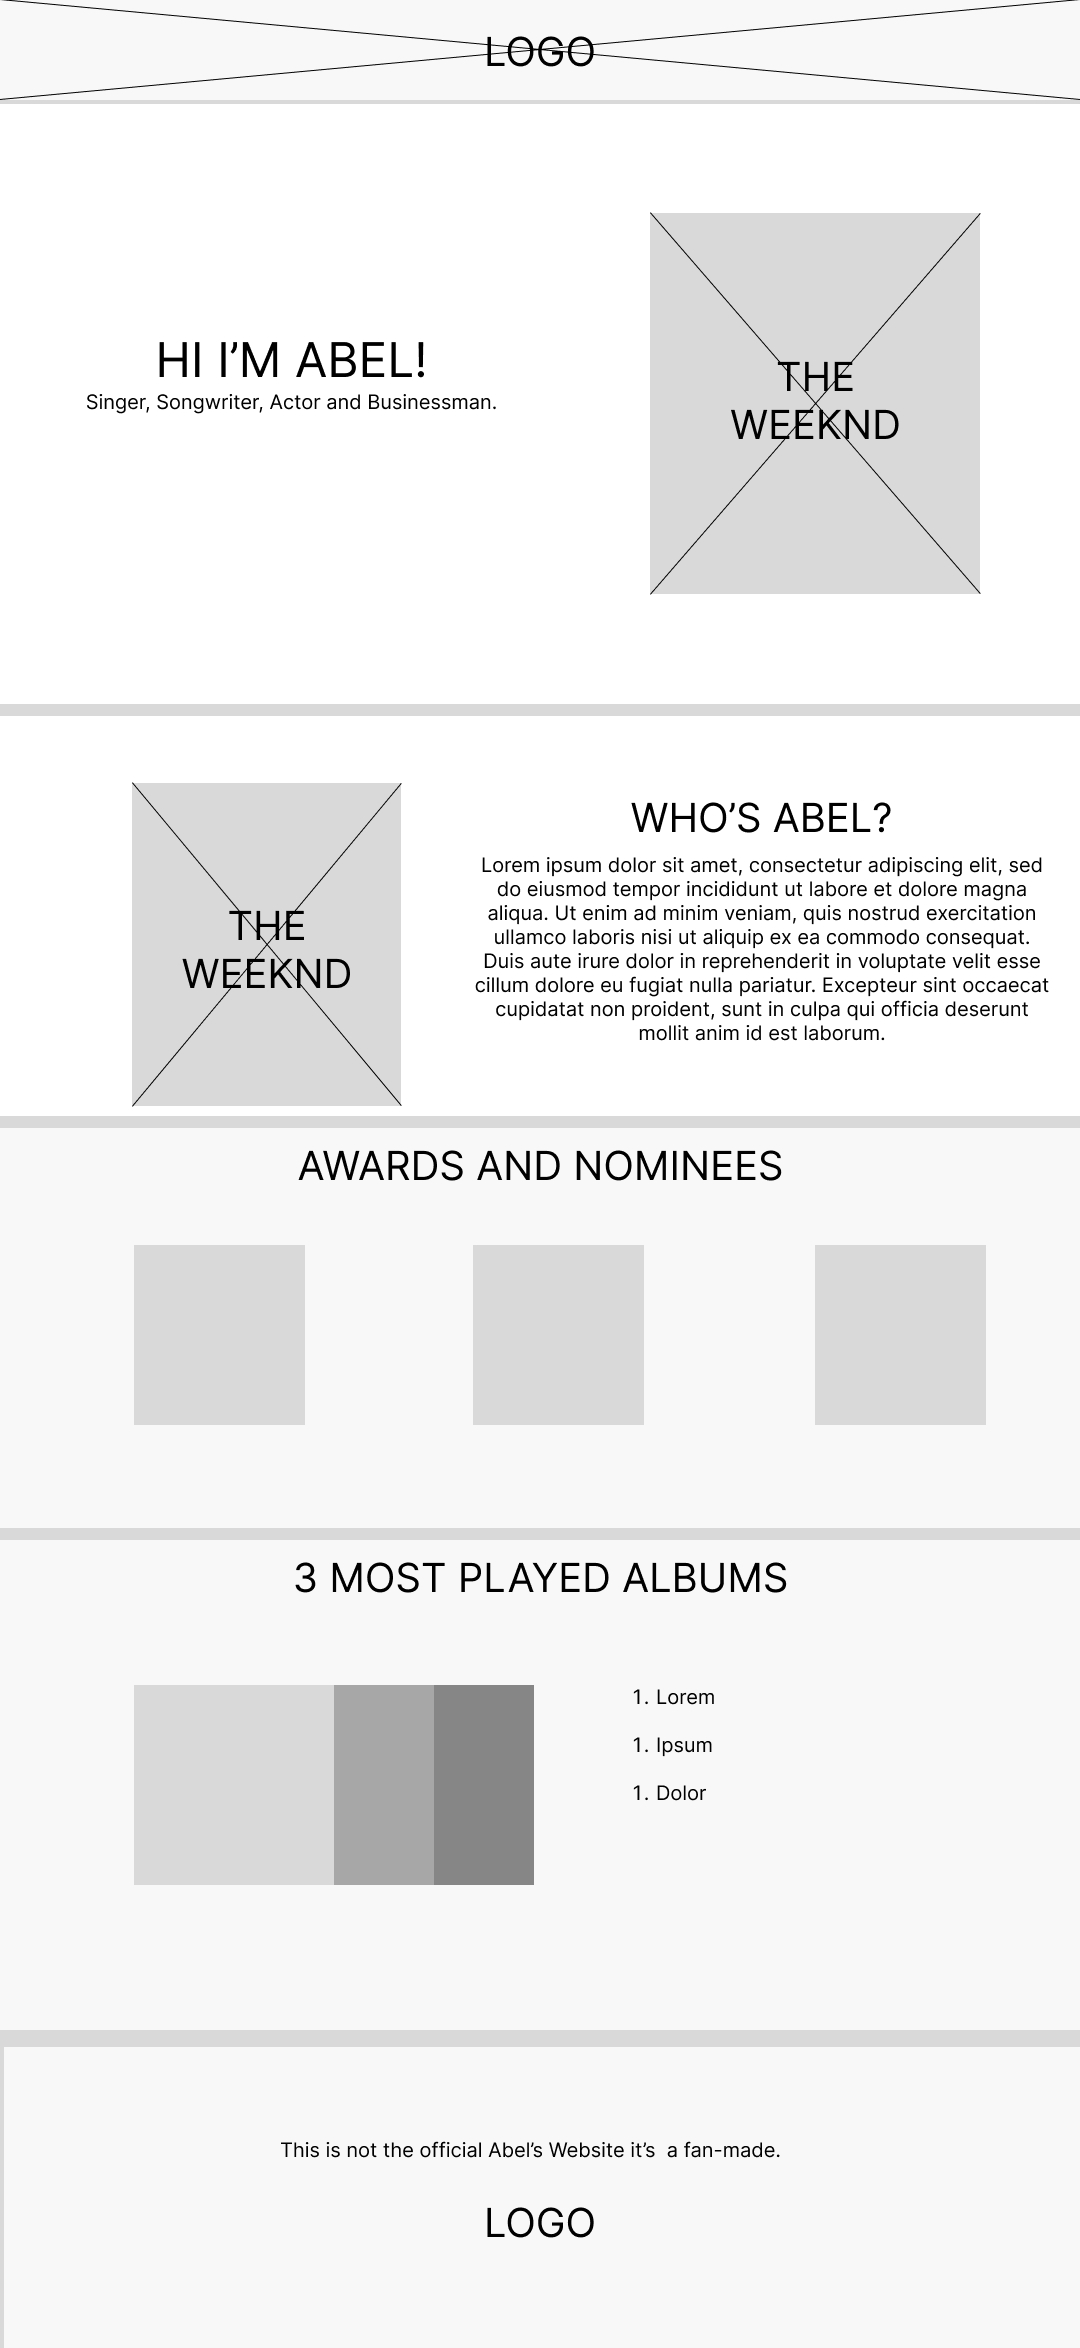 LOGO
HI I’M ABEL!
Singer, Songwriter, Actor and Businessman.
THE
WEEKND
THE
WEEKND
WHO’S ABEL?
Lorem ipsum dolor sit amet, consectetur adipiscing elit, sed
do eiusmod tempor incididunt ut labore et dolore magna
aliqua. Ut enim ad minim veniam, quis nostrud exercitation
ullamco laboris nisi ut aliquip ex ea commodo consequat.
Duis aute irure dolor in reprehenderit in voluptate velit esse
cillum dolore eu fugiat nulla pariatur. Excepteur sint occaecat
cupidatat non proident, sunt in culpa qui officia deserunt
mollit anim id est laborum.
AWARDS AND NOMINEES
3 MOST PLAYED ALBUMS
1. Lorem
1. Ipsum
1. Dolor
This is not the official Abel’s Website it’s  a fan-made.
LOGO